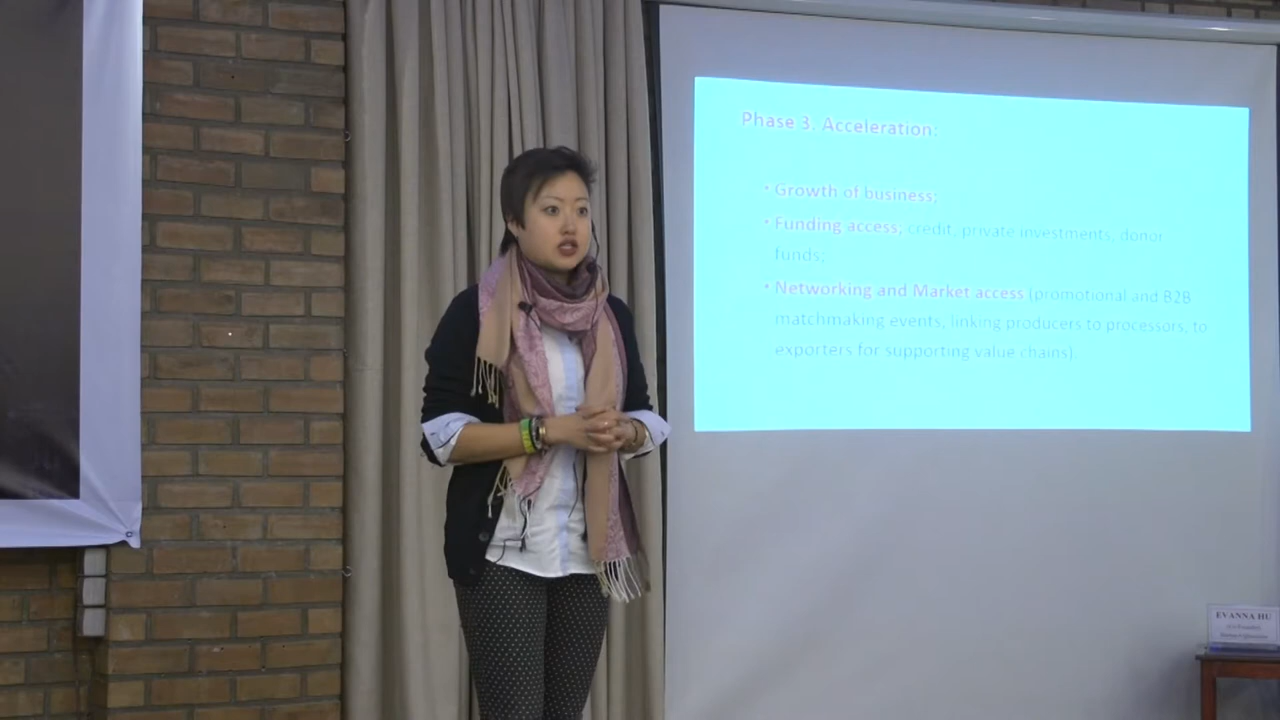 Phase 3. Acceleration:
• Growth of business;
• Funding access; credit, private investments, donor
funds;
• Networking and Market access (promotional and B2B
matchmaking events, linking producers to processors, to
exporters for supporting value chains).
EVANNA HU